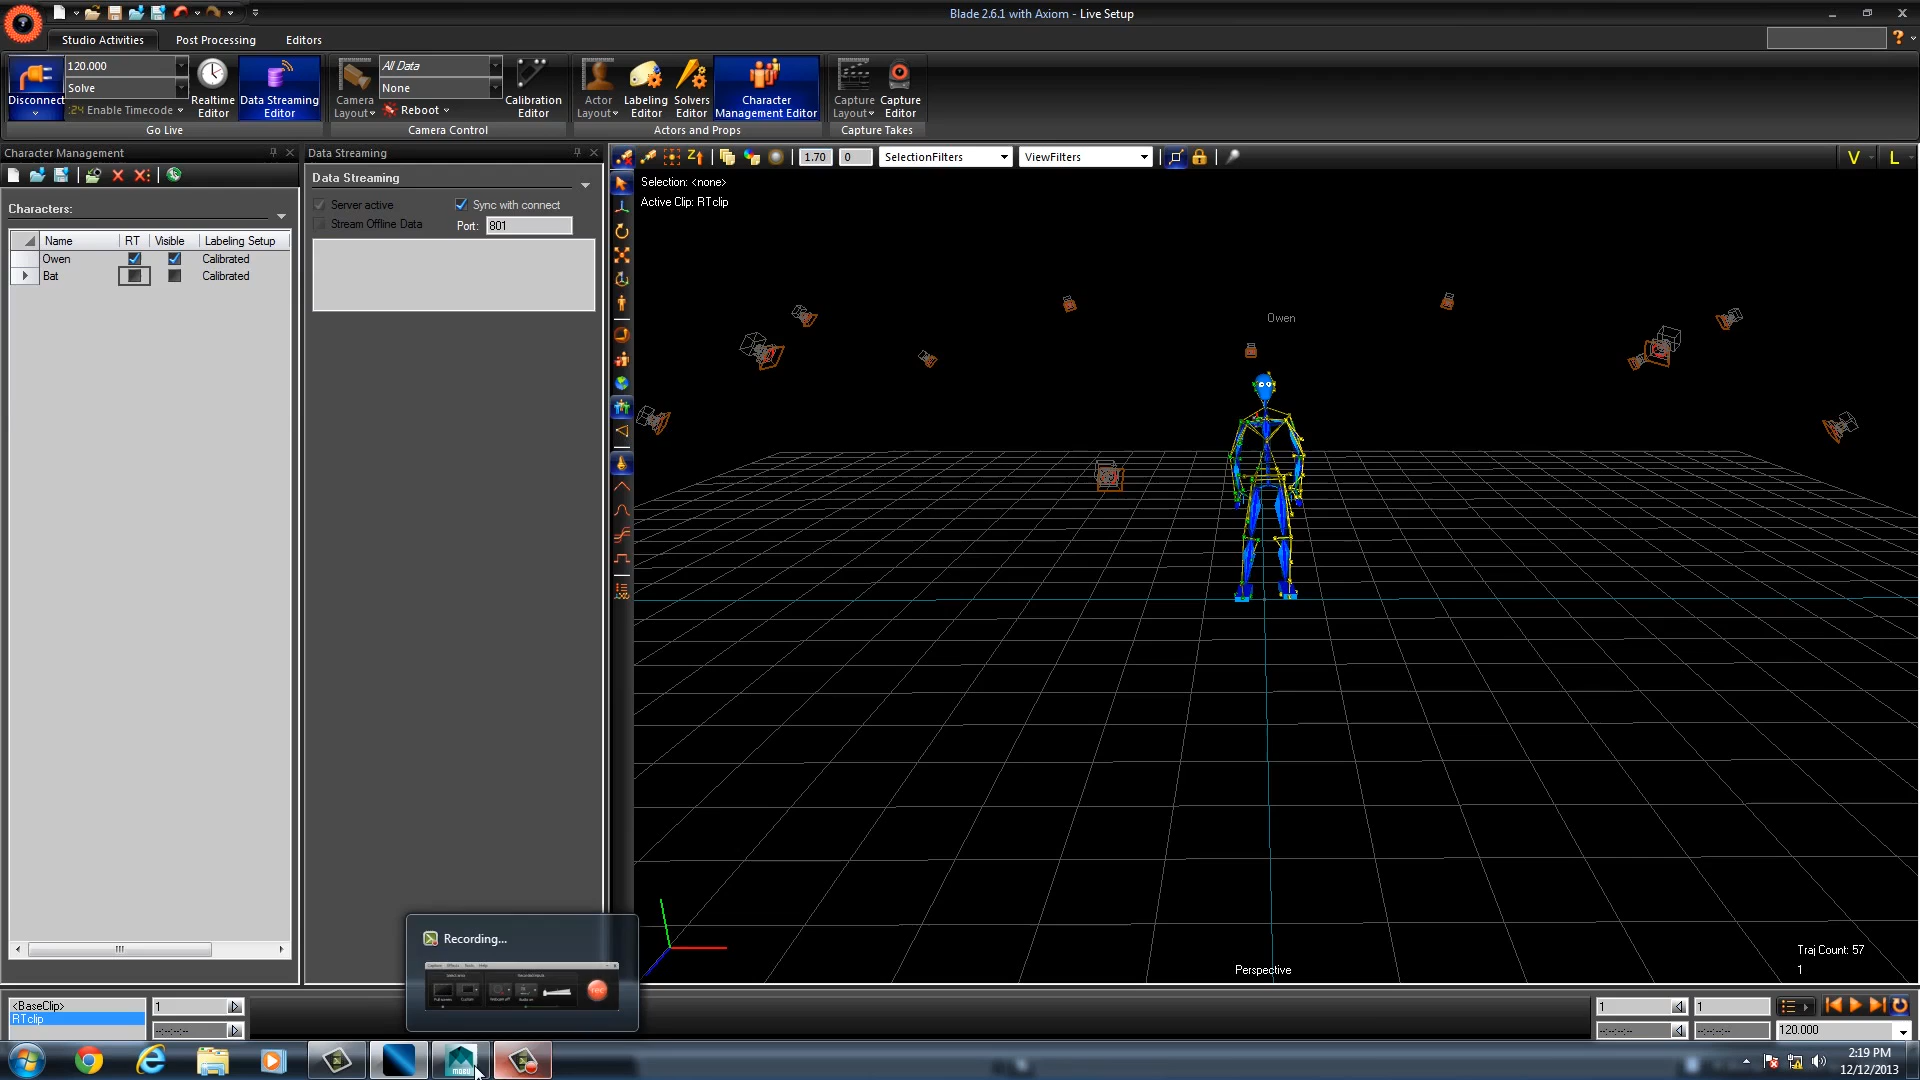 Blade 2.6.1 with Axiom - Live Setup
Studio Activities
Post Processing
Editors
120.000
Solve
24 Enable Timecode
Disconnect
Realtime Editor
Data Streaming Editor
Go Live
Camera Layout
All Data
None
Reboot
Calibration Editor
Camera Control
Actor Layout
Labeling Editor
Solvers Editor
Character Management Editor
Actors and Props
Capture Layout
Capture Editor
Capture Takes
Character Management
Characters:
Name RT Visible Labeling Setup
Owen Calibrated
Bat Calibrated
Data Streaming
Data Streaming
Server active
Sync with connect
Stream Offline Data
Port: 801
1.70
0
SelectionFilters
ViewFilters
V
L
Selection: <none>
Active Clip: RTclip
Owen
Traj Count: 57
1
Perspective
Recording...
<BaseClip>
RTclip
1
--:--:--:--
1
1
--:--:--:--
--:--:--:--
120.000
MOBU
2:19 PM
12/12/2013